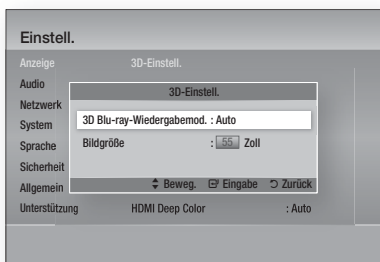 Einstell.
Anzeige 3D-Einstell.
Audio
3D-Einstell.
Netzwerk
System
3D Blu-ray-Wiedergabemod. : Auto
Sprache
Bildgröße : 55 Zoll
Sicherheit
Allgemein
Beweg. Eingabe Zurück
Unterstützung HDMI Deep Color : Auto